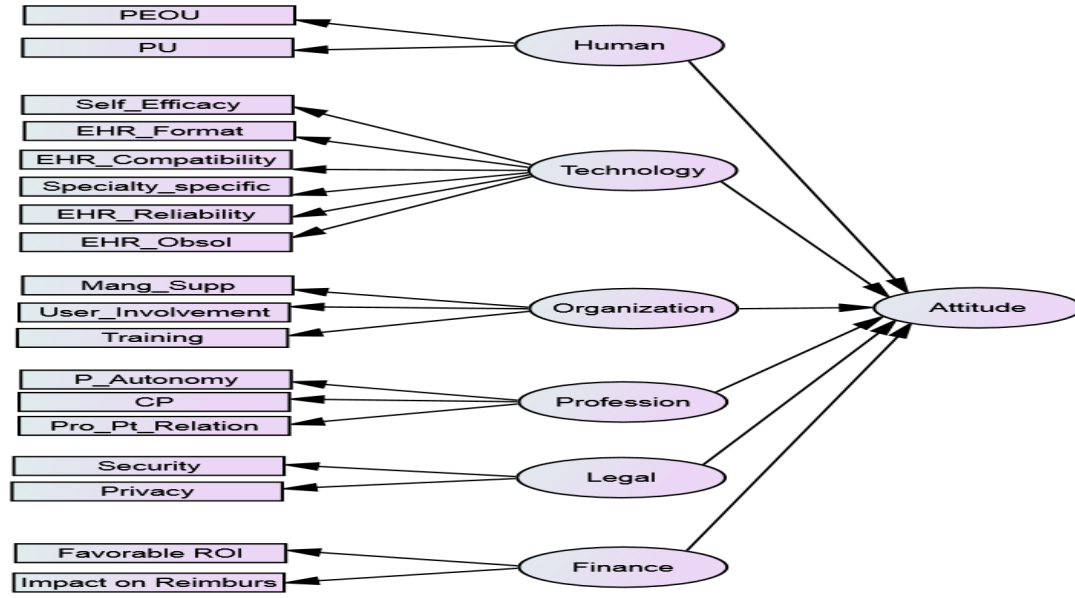 PEOU
PU
Human
Self_Efficacy
EHR_Format
EHR_Compatibility
Specialty_specific
EHR_Reliability
EHR_Obsol
Technology
Mang_Supp
User_Involvement
Training
Organization
Attitude
P_Autonomy
CP
Pro_Pt_Relation
Profession
Security
Privacy
Legal
Favorable ROI
Impact on Reimburs
Finance